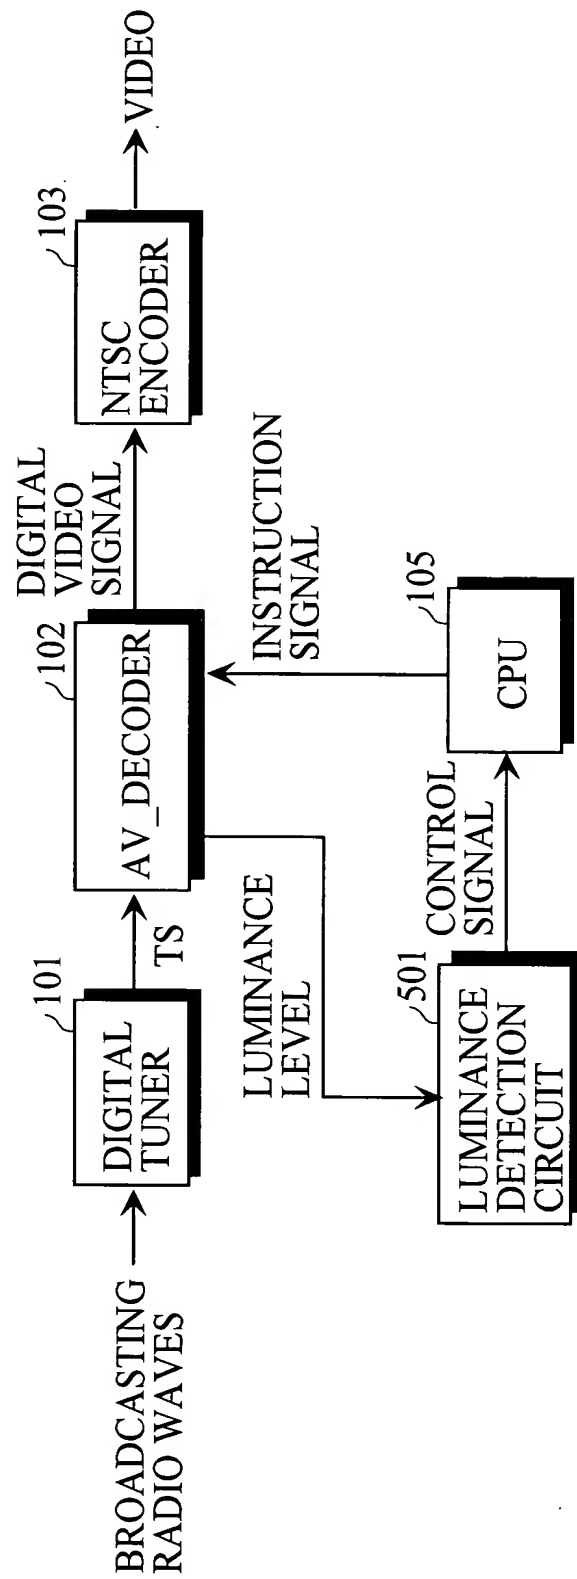 BROADCASTING
RADIO WAVES
101
DIGITAL
TUNER
TS
102
AV_DECODER
DIGITAL
VIDEO
SIGNAL
103
NTSC
ENCODER
VIDEO
LUMINANCE
LEVEL
INSTRUCTION
SIGNAL
501
LUMINANCE
DETECTION
CIRCUIT
CONTROL
SIGNAL
105
CPU